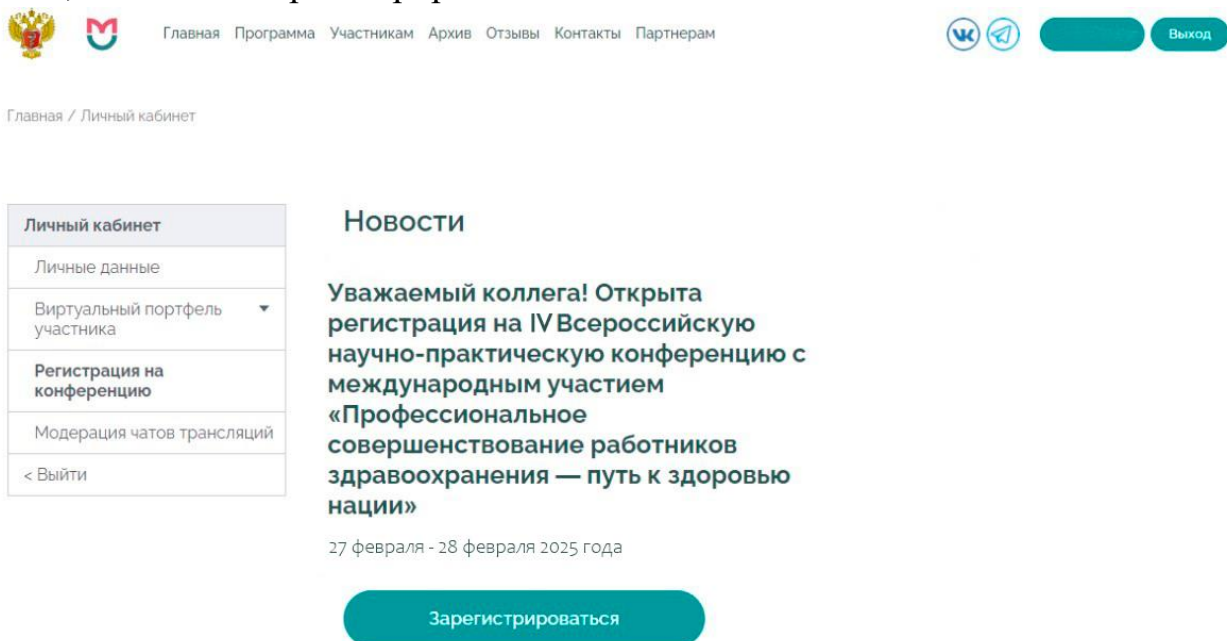 Главная Программа Участникам Архив Отзывы Контакты Партнерам
Выход
Главная / Личный кабинет
Личный кабинет
Личные данные
Виртуальный портфель
участника
Регистрация на
конференцию
Модерация чатов трансляций
< Выйти
Новости
Уважаемый коллега! Открыта
регистрация на IV Всероссийскую
научно-практическую конференцию с
международным участием
«Профессиональное
совершенствование работников
здравоохранения — путь к здоровью
нации»
27 февраля - 28 февраля 2025 года
Зарегистрироваться